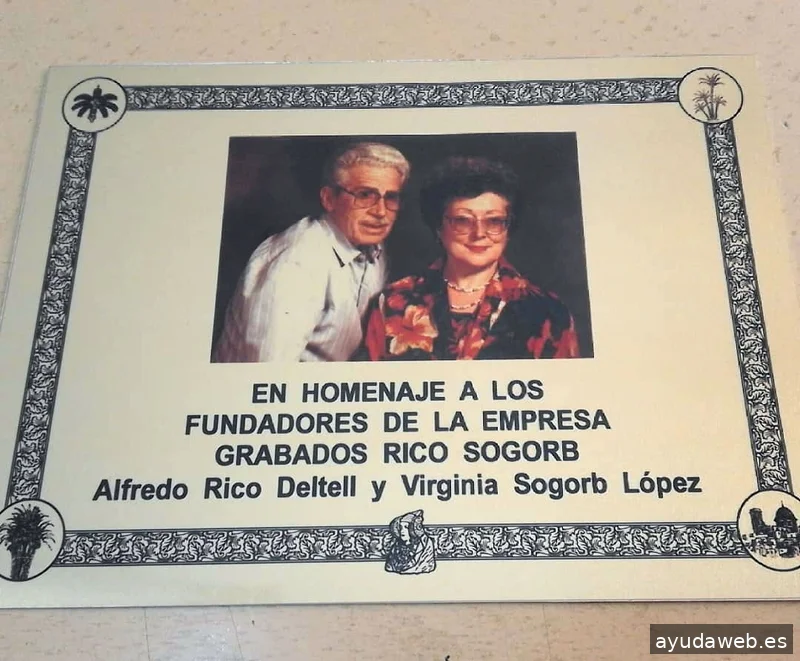 EN HOMENAJE A LOS
FUNDADORES DE LA EMPRESA
GRABADOS RICO SOGORB
Alfredo Rico Deltell y Virginia Sogorb López
ayudaweb.es